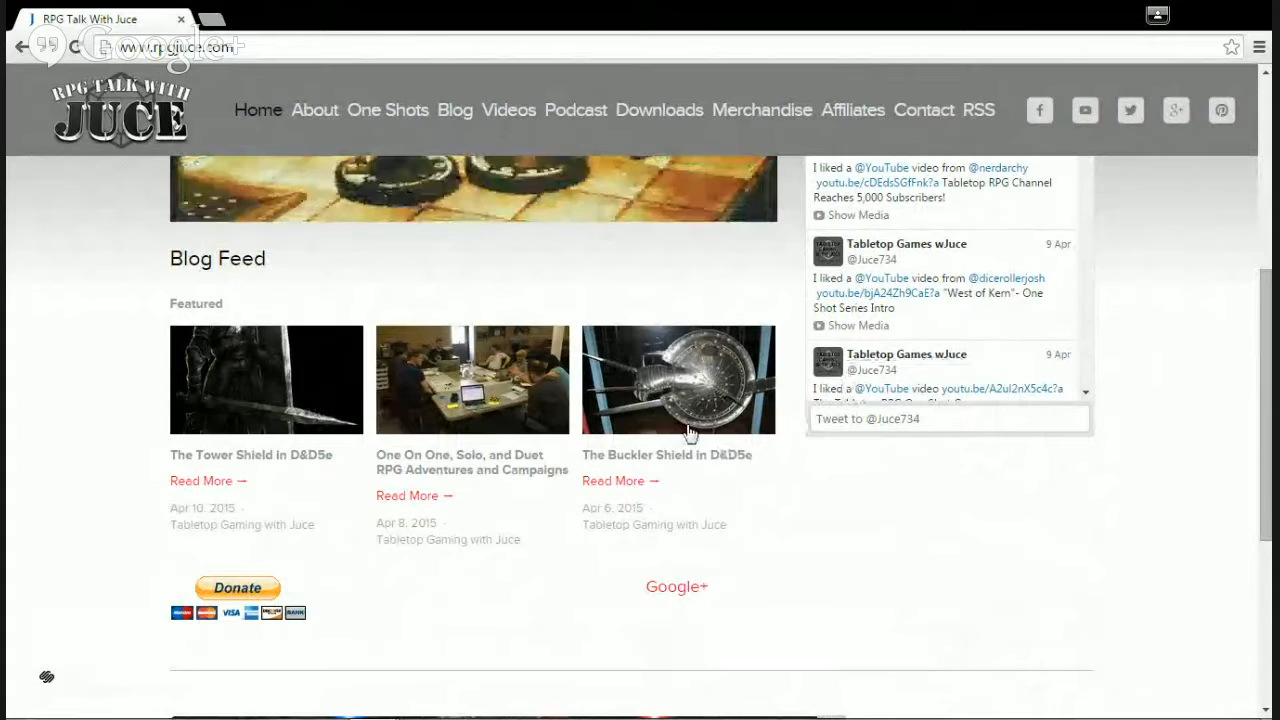 RPG Talk With Juce
Google+
www.rpgjuce.com
RPG TALK WITH
JUCE
Home About One Shots Blog Videos Podcast Downloads Merchandise Affiliates Contact RSS
I liked a @YouTube video from @nerdarchy
youtu.be/cDEdsSGfFnk?a Tabletop RPG Channel
Reaches 5,000 Subscribers!
Show Media
Tabletop Games wJuce 9 Apr
@Juce734
I liked a @YouTube video from @dicerollerjosh
youtu.be/bjA24Zh9CaE?a "West of Kern"- One
Shot Series Intro
Show Media
Tabletop Games wJuce 9 Apr
@Juce734
I liked a @YouTube video youtu.be/A2ul2nX5c4c?a
Tweet to @Juce734
Blog Feed
Featured
The Tower Shield in D&D5e
Read More →
Apr 10, 2015 ·
Tabletop Gaming with Juce
One On One, Solo, and Duet
RPG Adventures and Campaigns
Read More →
Apr 8, 2015 ·
Tabletop Gaming with Juce
The Buckler Shield in D&D5e
Read More →
Apr 6, 2015 ·
Tabletop Gaming with Juce
Donate
VISA
Google+